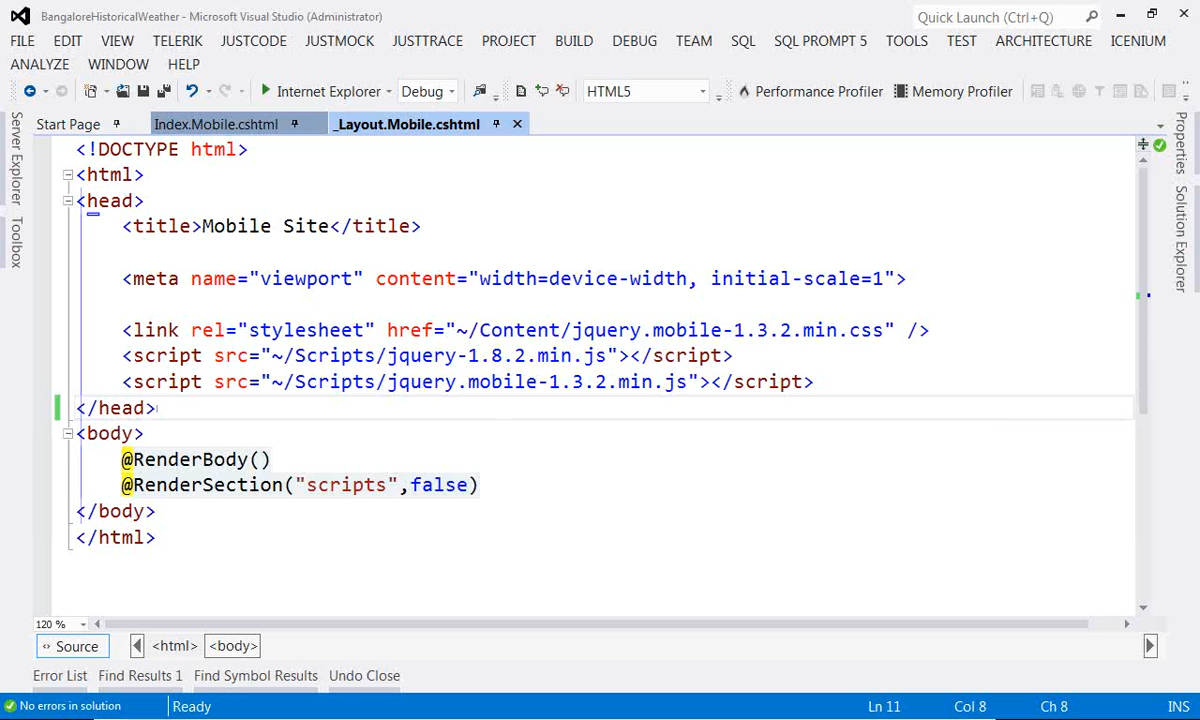 BangaloreHistoricalWeather - Microsoft Visual Studio (Administrator)
Quick Launch (Ctrl+Q)
FILE EDIT VIEW TELERIK JUSTCODE JUSTMOCK JUSTTRACE PROJECT BUILD DEBUG TEAM SQL SQL PROMPT 5 TOOLS TEST ARCHITECTURE ICENIUM
ANALYZE WINDOW HELP
Internet Explorer Debug HTML5 Performance Profiler Memory Profiler
Start Page Index.Mobile.cshtml _Layout.Mobile.cshtml
Server Explorer
Toolbox
Properties
Solution Explorer
<!DOCTYPE html>
<html>
<head>
<title>Mobile Site</title>
<meta name="viewport" content="width=device-width, initial-scale=1">
<link rel="stylesheet" href="~/Content/jquery.mobile-1.3.2.min.css" />
<script src="~/Scripts/jquery-1.8.2.min.js"></script>
<script src="~/Scripts/jquery.mobile-1.3.2.min.js"></script>
</head>
<body>
@RenderBody()
@RenderSection("scripts",false)
</body>
</html>
120 %
Source <html> <body>
Error List Find Results 1 Find Symbol Results Undo Close
No errors in solution Ready Ln 11 Col 8 Ch 8 INS